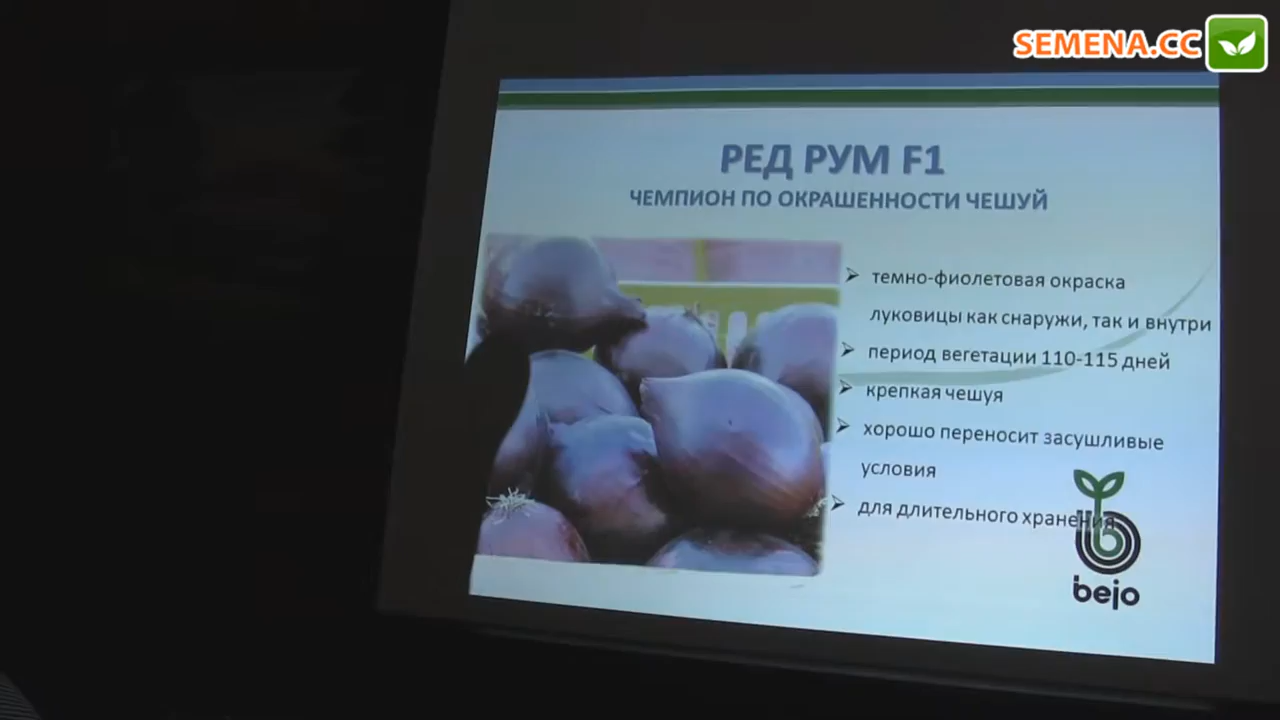 SEMENA.CC
РЕД РУМ F1
ЧЕМПИОН ПО ОКРАШЕННОСТИ ЧЕШУЙ
темно-фиолетовая окраска
луковицы как снаружи, так и внутри
период вегетации 110-115 дней
крепкая чешуя
хорошо переносит засушливые
условия
для длительного хранения
bejo